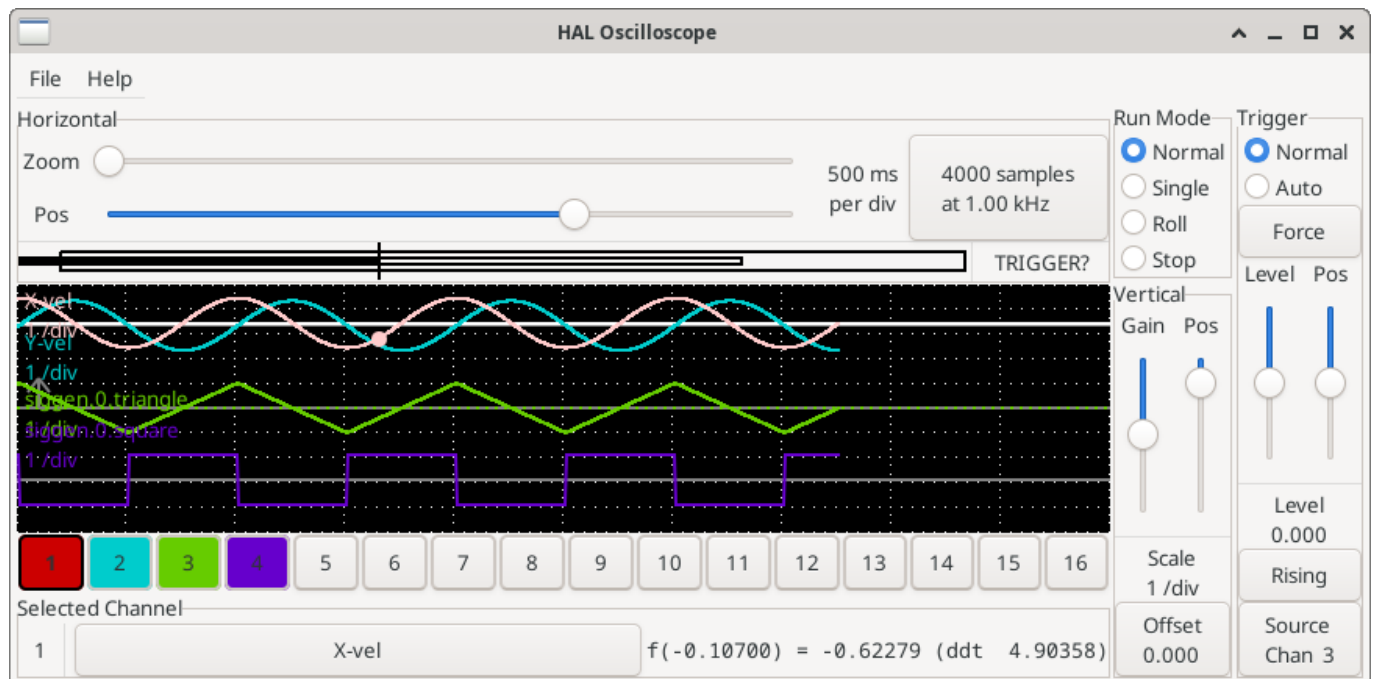 HAL Oscilloscope
File Help
Horizontal
Zoom
Pos
500 ms
per div
4000 samples
at 1.00 kHz
TRIGGER?
X-vel
1 /div
Y-vel
1 /div
siggen.0.triangle
1 /div
siggen.0.square
1 /div
1 2 3 4 5 6 7 8 9 10 11 12 13 14 15 16
Selected Channel
1 X-vel f(-0.10700) = -0.62279 (ddt 4.90358)
Run Mode
Normal
Single
Roll
Stop
Vertical
Gain Pos
Scale
1 /div
Offset
0.000
Trigger
Normal
Auto
Force
Level Pos
Level
0.000
Rising
Source
Chan 3